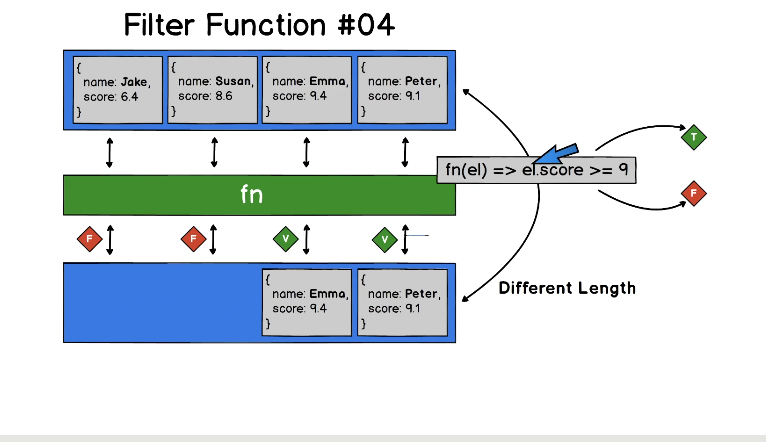 Filter Function #04
{
name: Jake,
score: 6.4
}
{
name: Susan,
score: 8.6
}
{
name: Emma,
score: 9.4
}
{
name: Peter,
score: 9.1
}
T
fn(el) => el.score >= 9
fn
F
F
F
V
V
{
name: Emma,
score: 9.4
}
{
name: Peter,
score: 9.1
}
Different Length